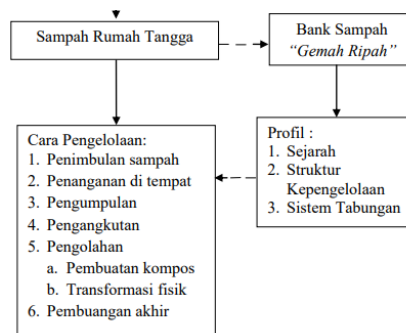 Sampah Rumah Tangga
Bank Sampah
“Gemah Ripah”
Cara Pengelolaan:
1. Penimbulan sampah
2. Penanganan di tempat
3. Pengumpulan
4. Pengangkutan
5. Pengolahan
a. Pembuatan kompos
b. Transformasi fisik
6. Pembuangan akhir
Profil :
1. Sejarah
2. Struktur
Kepengelolaan
3. Sistem Tabungan